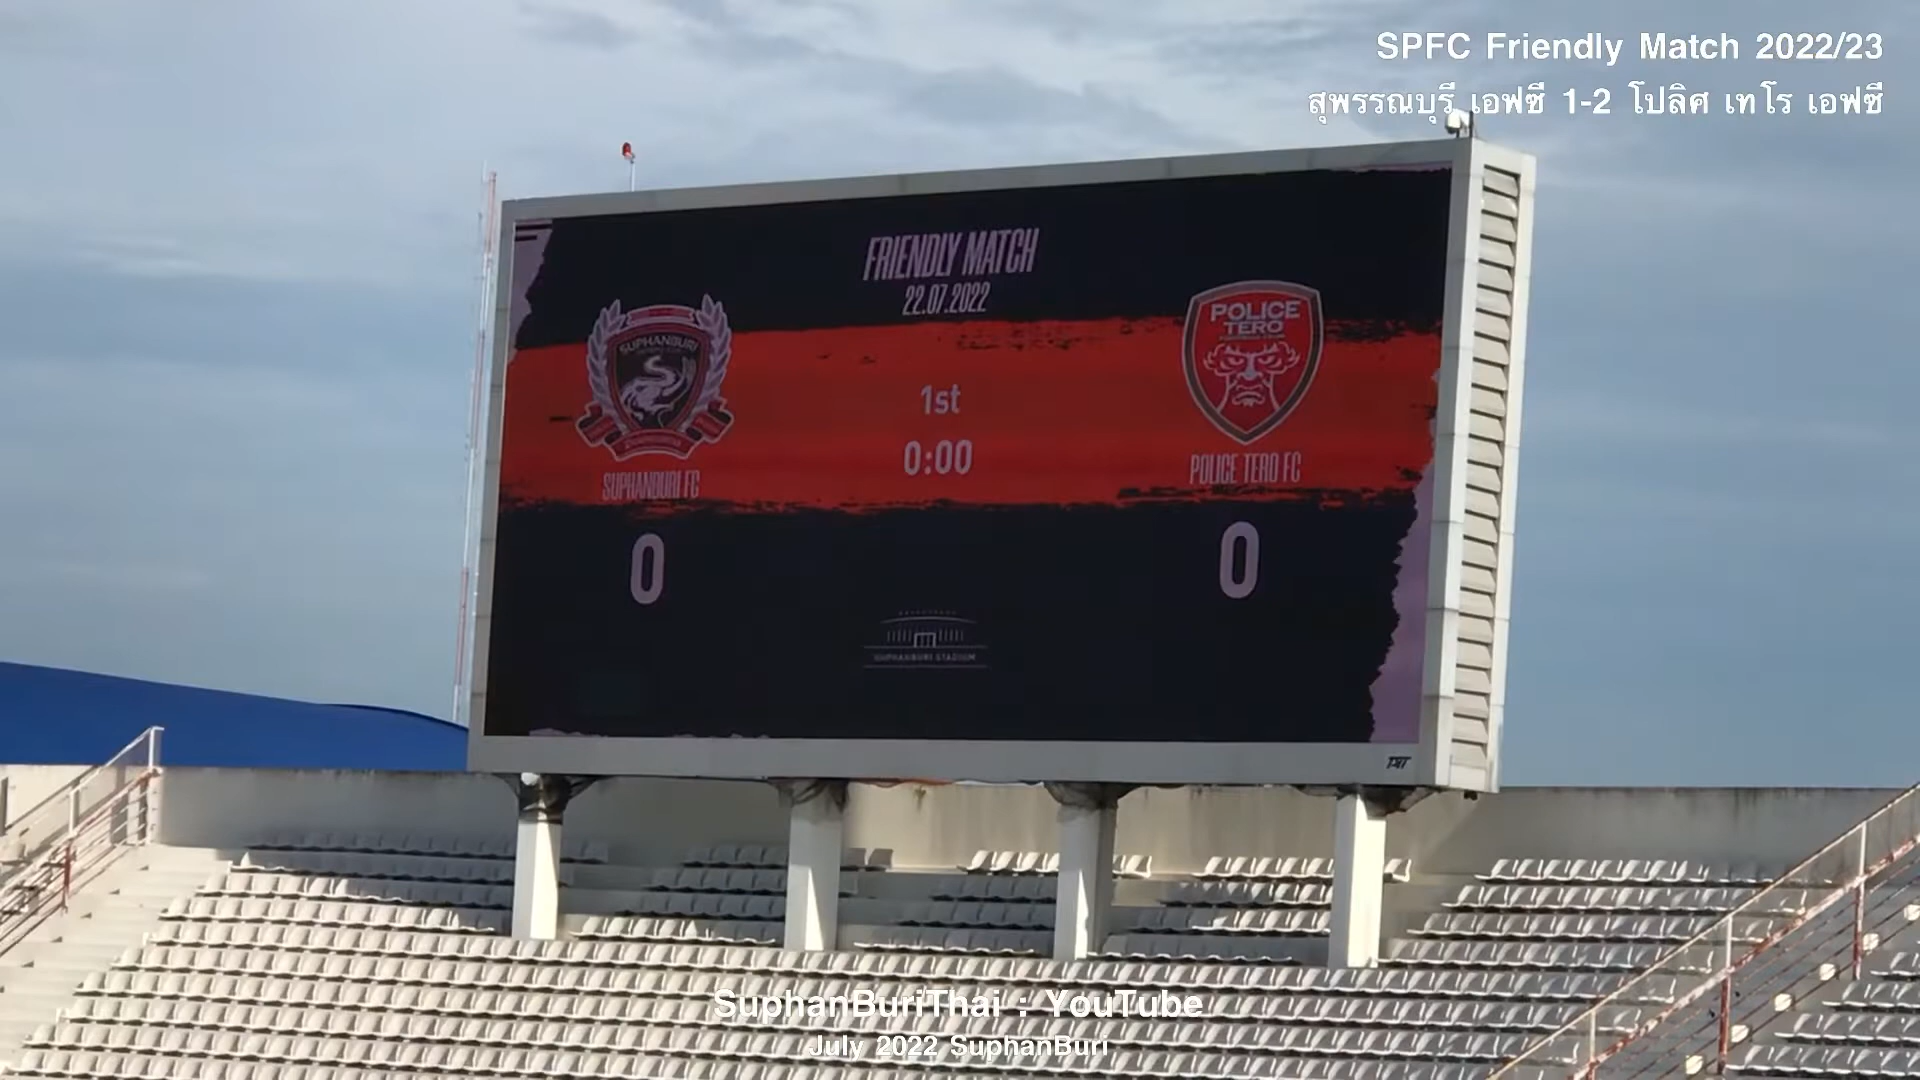 SPFC Friendly Match 2022/23
สุพรรณบุรี เอฟซี 1-2 โปลิศ เทโร เอฟซี
FRIENDLY MATCH
22.07.2022
SUPHANBURI
POLICE
TERO
1st
0:00
SUPHANBURI FC
POLICE TERO FC
0
0
SUPHANBURI STADIUM
SuphanBuriThai : YouTube
July 2022 SuphanBuri